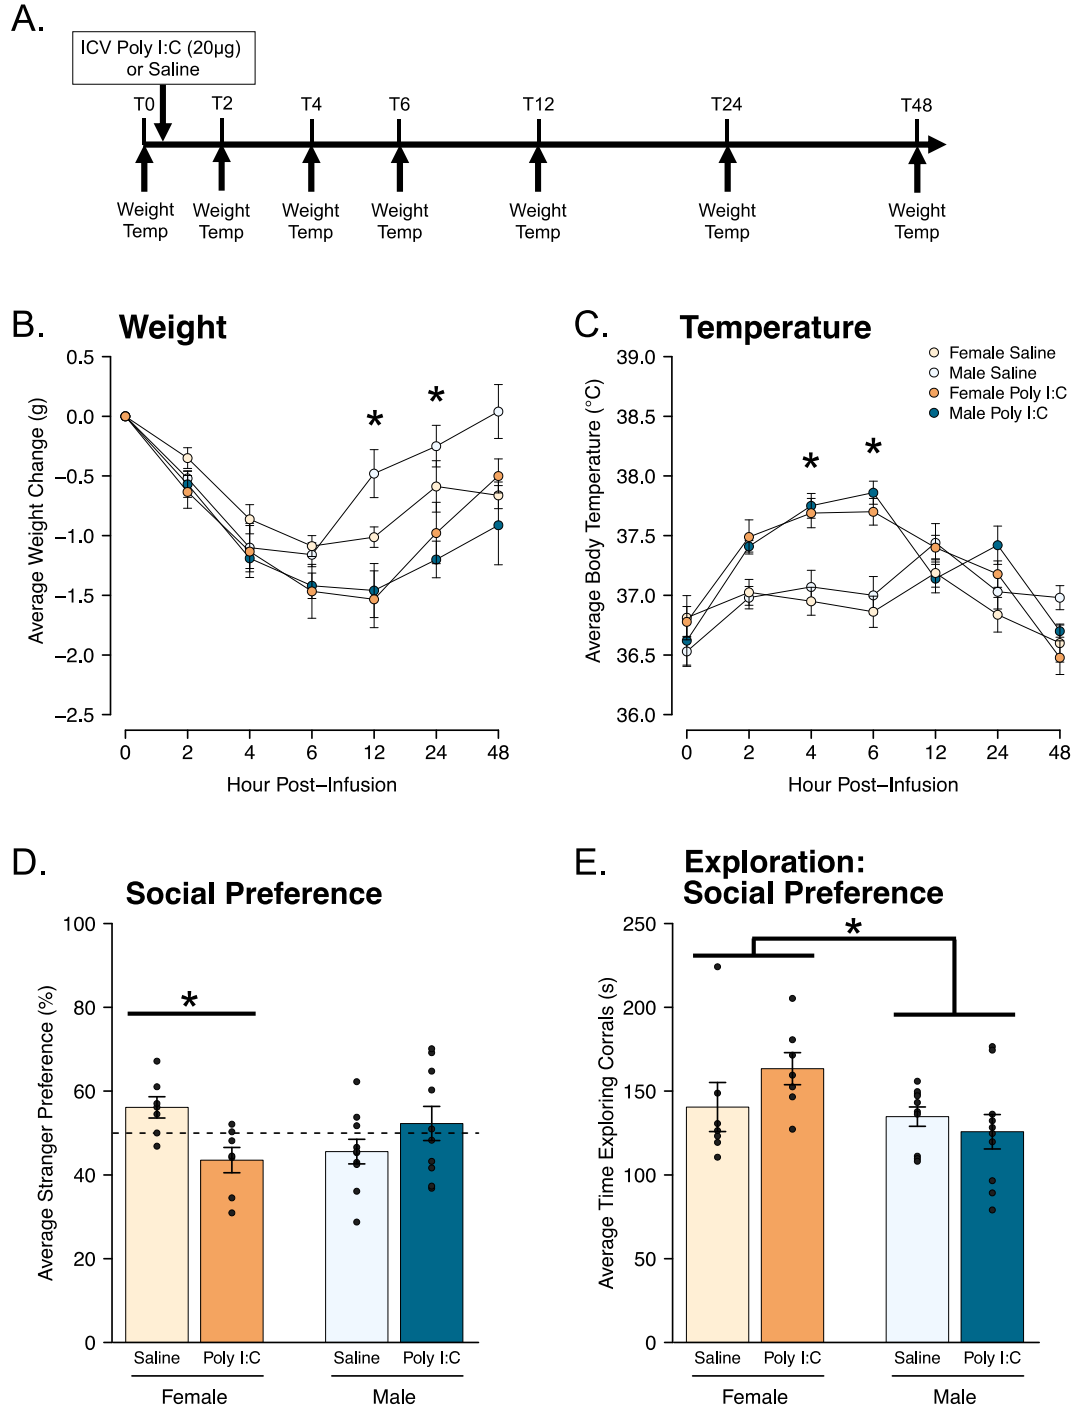 A.
ICV Poly I:C (20µg)
or Saline
T0 T2 T4 T6 T12 T24 T48
Weight Weight Weight Weight Weight Weight Weight
Temp Temp Temp Temp Temp Temp Temp
B. Weight
0.5
0.0
−0.5
−1.0
−1.5
−2.0
−2.5
Average Weight Change (g)
* *
0 2 4 6 12 24 48
Hour Post−Infusion
C. Temperature
Female Saline
Male Saline
Female Poly I:C
Male Poly I:C
39.0
38.5
38.0
37.5
37.0
36.5
36.0
Average Body Temperature (°C)
* *
0 2 4 6 12 24 48
Hour Post−Infusion
D. Social Preference
100
80
60
40
20
0
Average Stranger Preference (%)
*
Saline Poly I:C Saline Poly I:C
Female Male
E. Exploration:
Social Preference
250
200
150
100
50
0
Average Time Exploring Corrals (s)
*
Saline Poly I:C Saline Poly I:C
Female Male